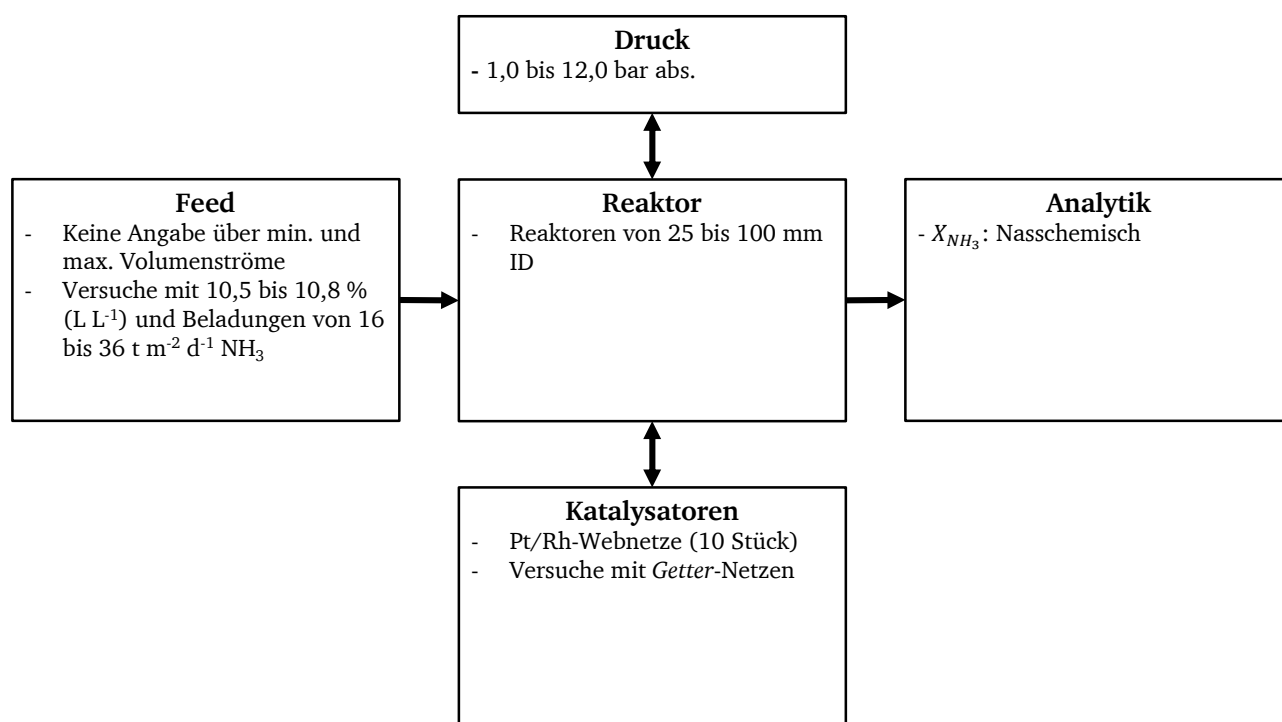 Druck
- 1,0 bis 12,0 bar abs.
Feed
- Keine Angabe über min. und
max. Volumenströme
- Versuche mit 10,5 bis 10,8 %
(L L⁻¹) und Beladungen von 16
bis 36 t m⁻² d⁻¹ NH₃
Reaktor
- Reaktoren von 25 bis 100 mm
ID
Analytik
- X_{NH₃}: Nasschemisch
Katalysatoren
- Pt/Rh-Webnetze (10 Stück)
- Versuche mit Getter-Netzen